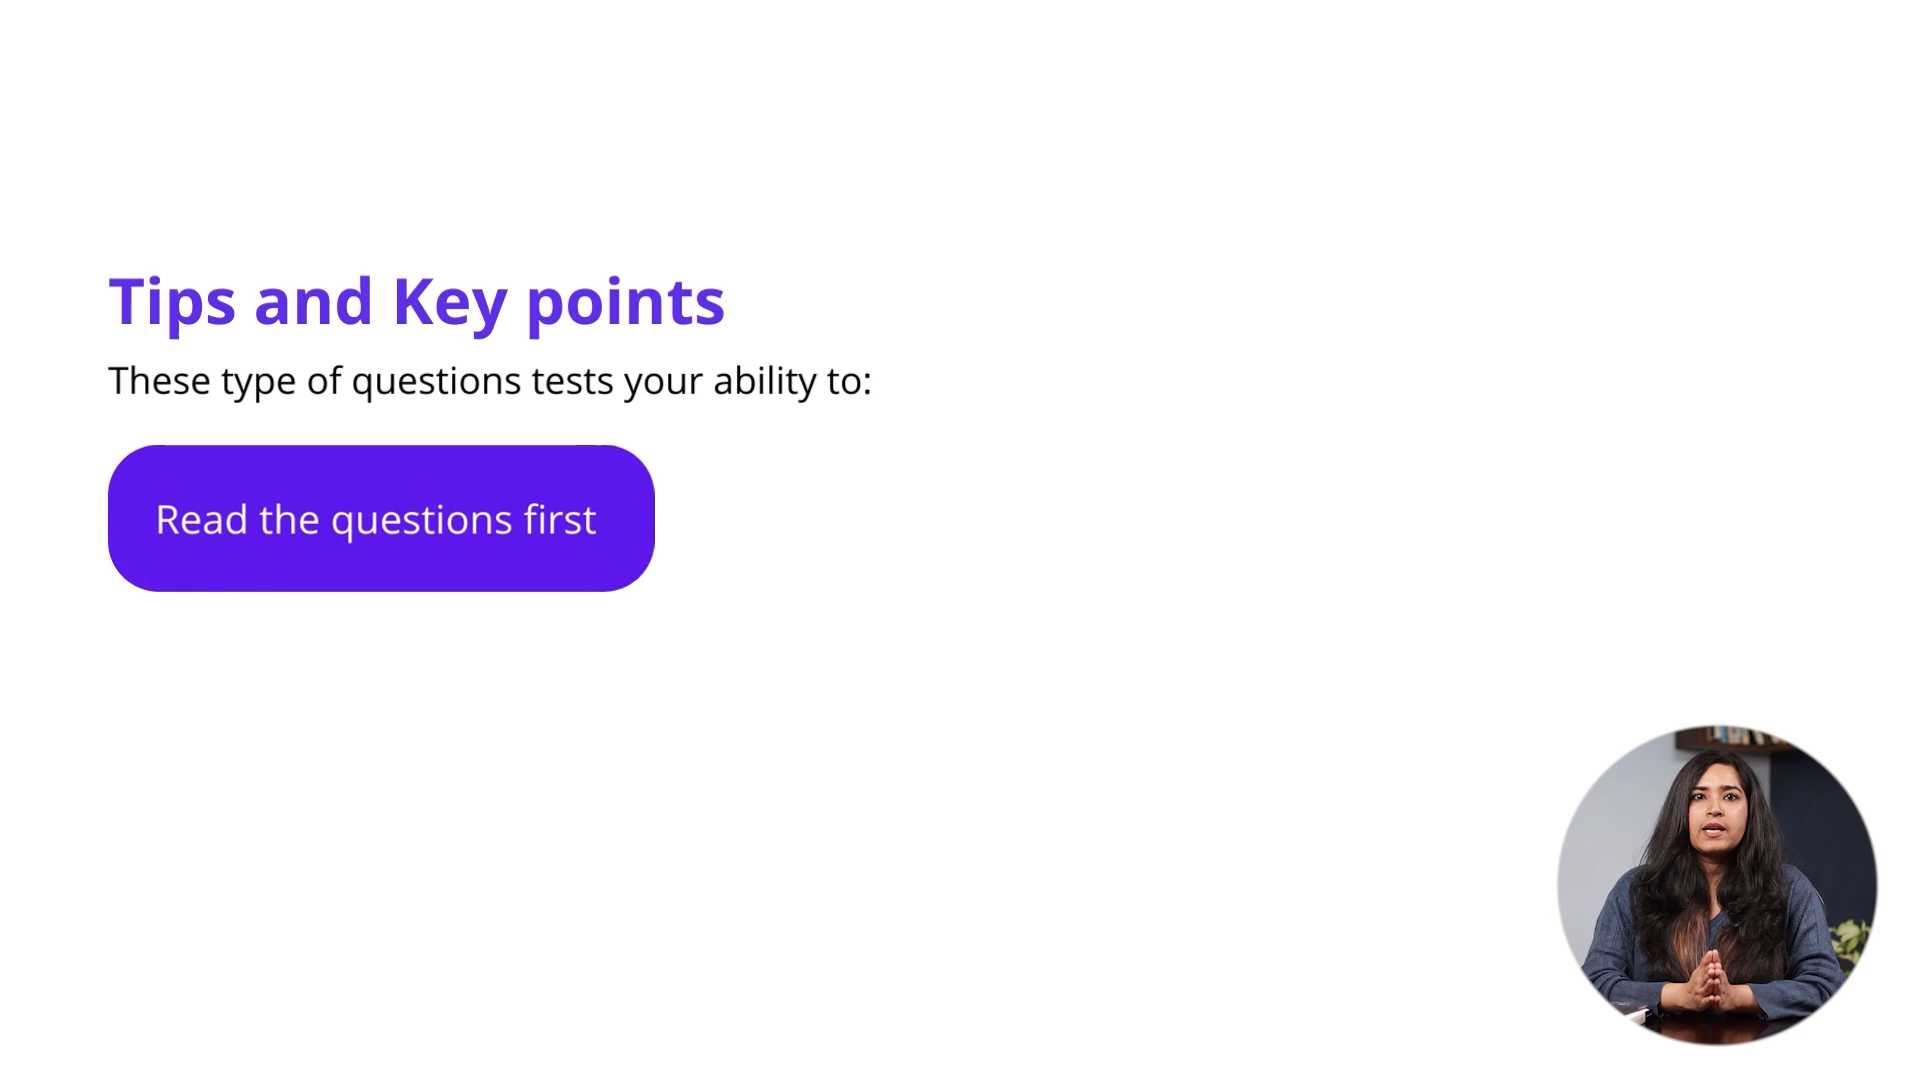 Tips and Key points
These type of questions tests your ability to:
Read the questions first